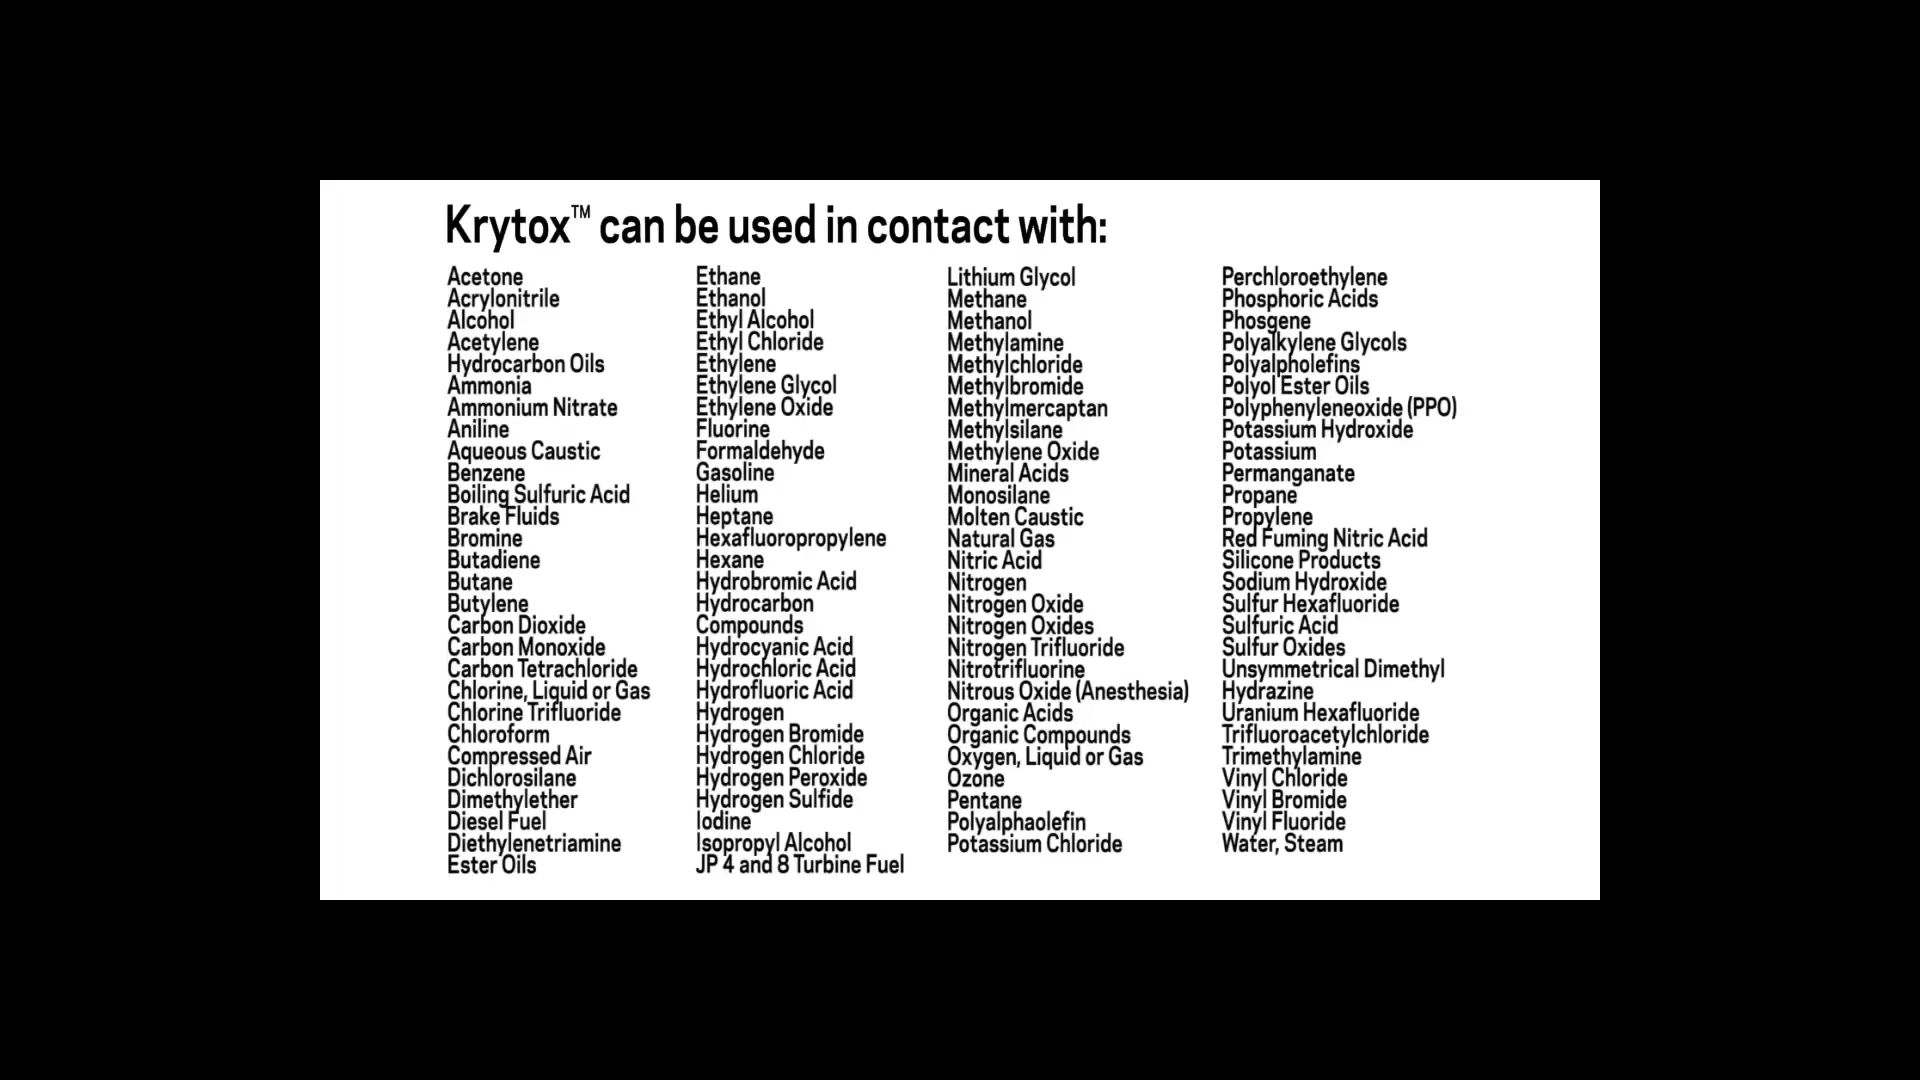 Krytox™ can be used in contact with:
Acetone
Acrylonitrile
Alcohol
Acetylene
Hydrocarbon Oils
Ammonia
Ammonium Nitrate
Aniline
Aqueous Caustic
Benzene
Boiling Sulfuric Acid
Brake Fluids
Bromine
Butadiene
Butane
Butylene
Carbon Dioxide
Carbon Monoxide
Carbon Tetrachloride
Chlorine, Liquid or Gas
Chlorine Trifluoride
Chloroform
Compressed Air
Dichlorosilane
Dimethylether
Diesel Fuel
Diethylenetriamine
Ester Oils
Ethane
Ethanol
Ethyl Alcohol
Ethyl Chloride
Ethylene
Ethylene Glycol
Ethylene Oxide
Fluorine
Formaldehyde
Gasoline
Helium
Heptane
Hexafluoropropylene
Hexane
Hydrobromic Acid
Hydrocarbon
Compounds
Hydrocyanic Acid
Hydrochloric Acid
Hydrofluoric Acid
Hydrogen
Hydrogen Bromide
Hydrogen Chloride
Hydrogen Peroxide
Hydrogen Sulfide
Iodine
Isopropyl Alcohol
JP 4 and 8 Turbine Fuel
Lithium Glycol
Methane
Methanol
Methylamine
Methylchloride
Methylbromide
Methylmercaptan
Methylsilane
Methylene Oxide
Mineral Acids
Monosilane
Molten Caustic
Natural Gas
Nitric Acid
Nitrogen
Nitrogen Oxide
Nitrogen Oxides
Nitrogen Trifluoride
Nitrotrifluorine
Nitrous Oxide (Anesthesia)
Organic Acids
Organic Compounds
Oxygen, Liquid or Gas
Ozone
Pentane
Polyalphaolefin
Potassium Chloride
Perchloroethylene
Phosphoric Acids
Phosgene
Polyalkylene Glycols
Polyalpholefins
Polyol Ester Oils
Polyphenyleneoxide (PPO)
Potassium Hydroxide
Potassium
Permanganate
Propane
Propylene
Red Fuming Nitric Acid
Silicone Products
Sodium Hydroxide
Sulfur Hexafluoride
Sulfuric Acid
Sulfur Oxides
Unsymmetrical Dimethyl
Hydrazine
Uranium Hexafluoride
Trifluoroacetylchloride
Trimethylamine
Vinyl Chloride
Vinyl Bromide
Vinyl Fluoride
Water, Steam